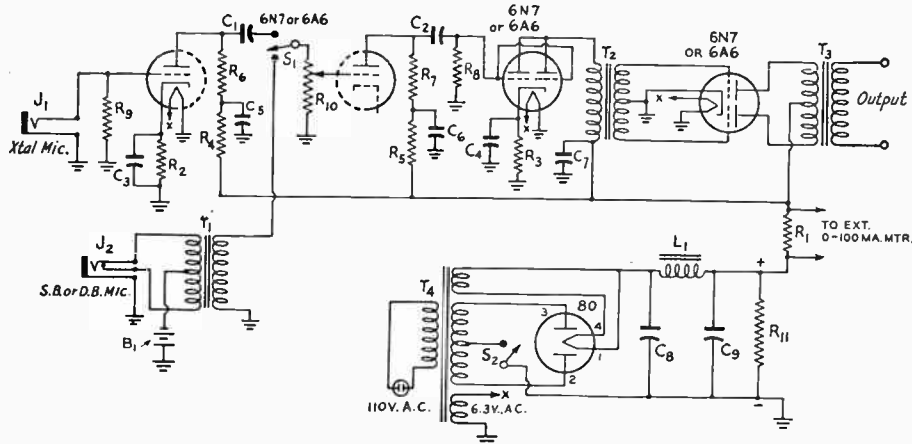 C1
6N7 or 6A6
S1
R6
C5
R4
R9
J1
Xtal Mic.
C3
R2
x
R10
C2
R7
R8
C6
R5
6N7
or 6A6
C4
R3
x
T2
C7
6N7
or 6A6
x
T3
Output
R1
TO EXT.
0-100 MA. MTR.
J2
S.B. or D.B. MIC.
T1
B1
T4
110V. A.C.
3
80
4
1
2
S2
x
6.3V., A.C.
L1
C8
C9
+
R11
-